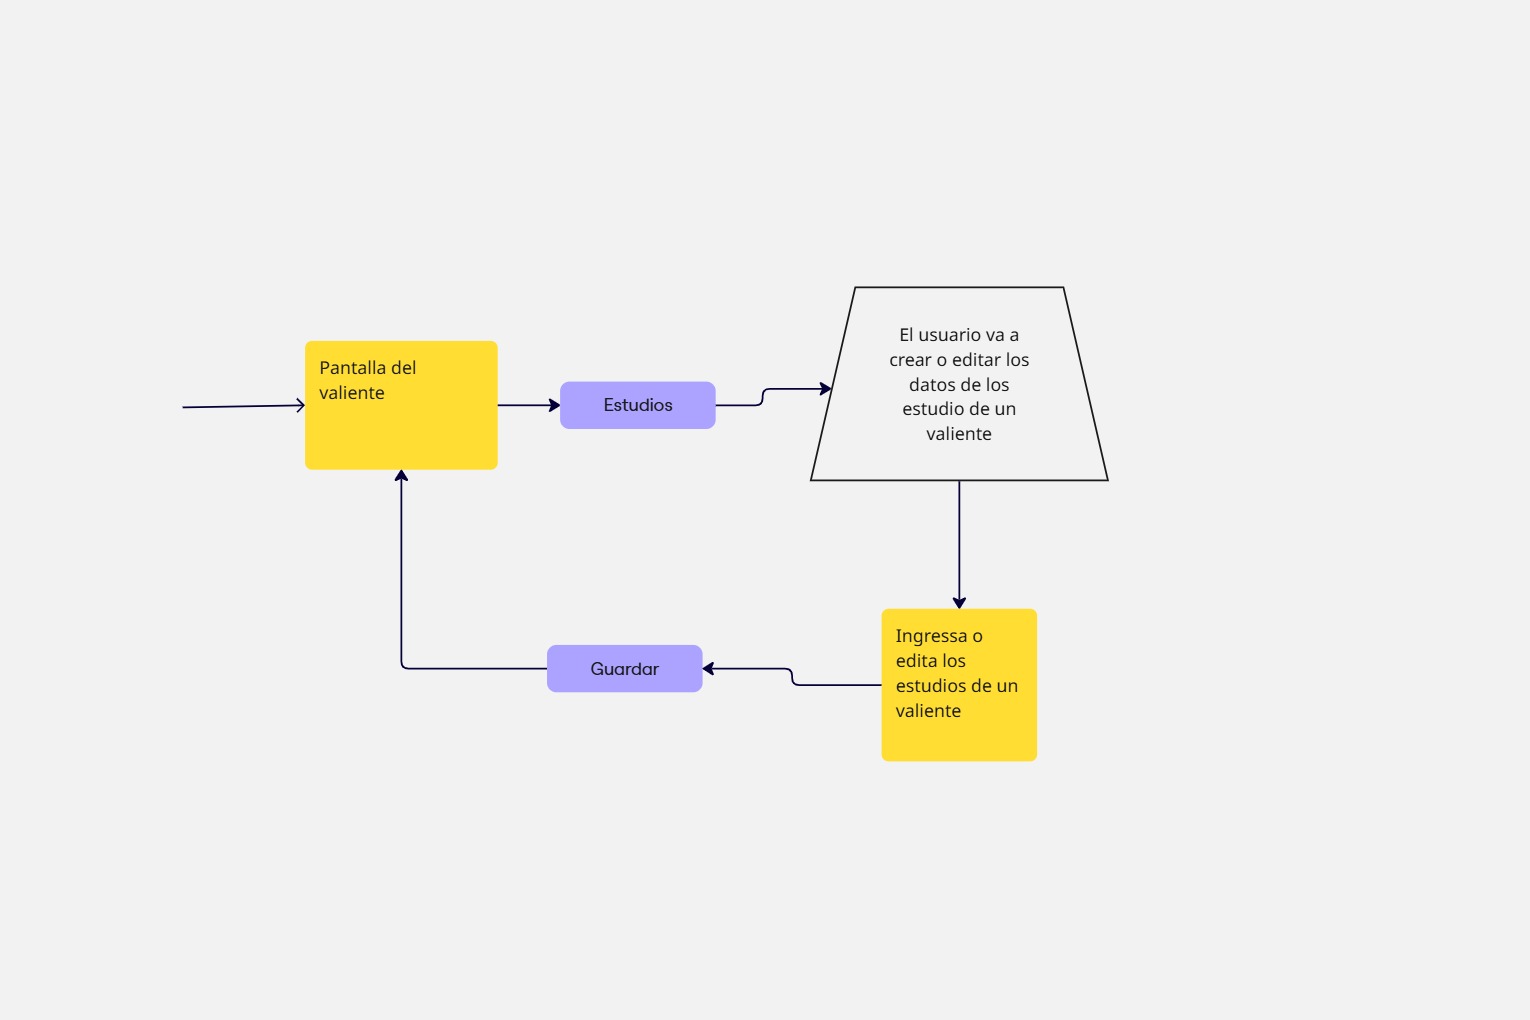 Pantalla del
valiente
Estudios
El usuario va a
crear o editar los
datos de los
estudio de un
valiente
Ingressa o
edita los
estudios de un
valiente
Guardar